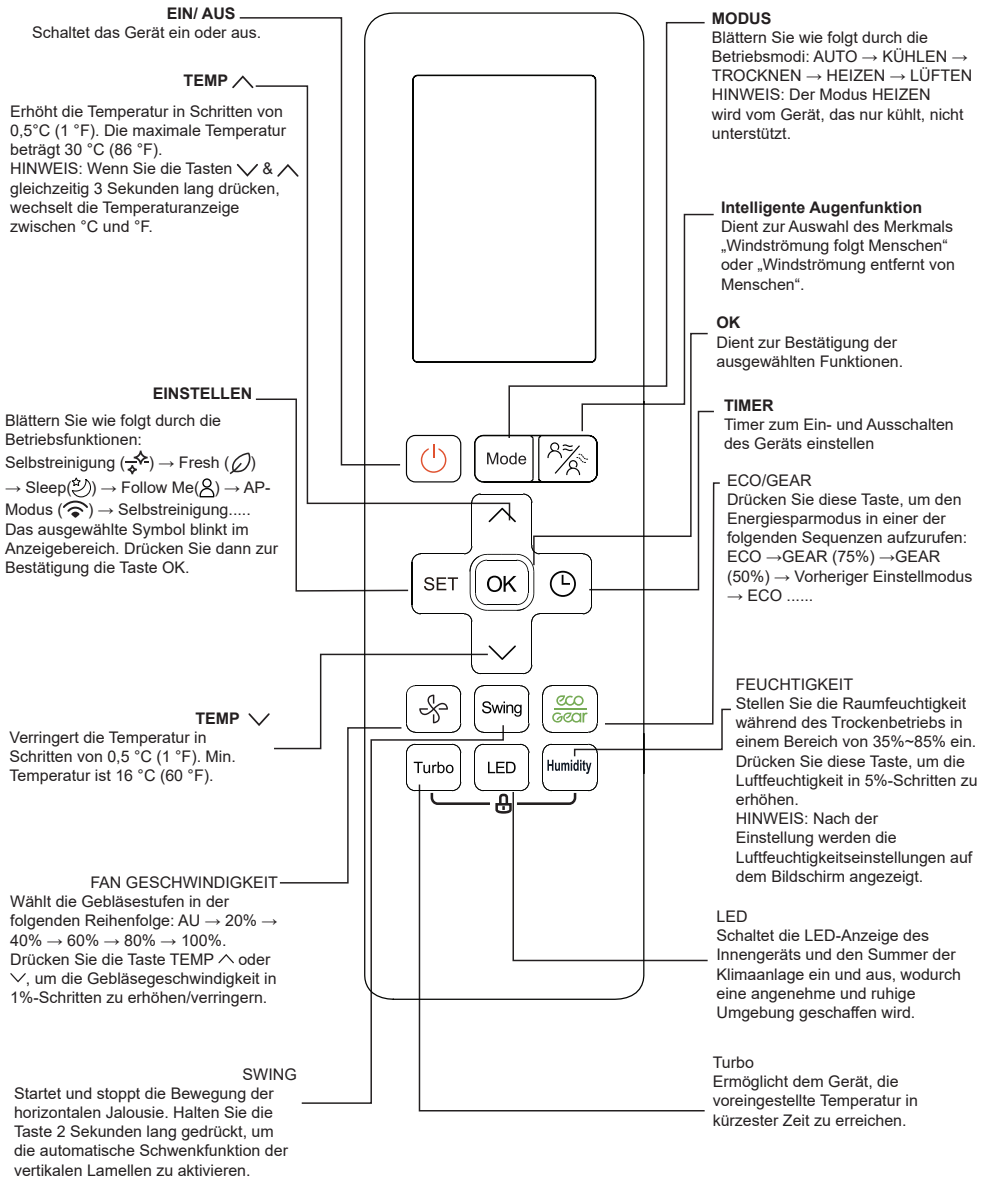 EIN/ AUS
Schaltet das Gerät ein oder aus.
TEMP
Erhöht die Temperatur in Schritten von
0,5°C (1 °F). Die maximale Temperatur
beträgt 30 °C (86 °F).
HINWEIS: Wenn Sie die Tasten & 
gleichzeitig 3 Sekunden lang drücken,
wechselt die Temperaturanzeige
zwischen °C und °F.
EINSTELLEN
Blättern Sie wie folgt durch die
Betriebsfunktionen:
Selbstreinigung ( ) → Fresh ( )
→ Sleep( ) → Follow Me( ) → AP-
Modus ( ) → Selbstreinigung.....
Das ausgewählte Symbol blinkt im
Anzeigebereich. Drücken Sie dann zur
Bestätigung die Taste OK.
TEMP
Verringert die Temperatur in
Schritten von 0,5 °C (1 °F). Min.
Temperatur ist 16 °C (60 °F).
FAN GESCHWINDIGKEIT
Wählt die Gebläsestufen in der
folgenden Reihenfolge: AU → 20% →
40% → 60% → 80% → 100%.
Drücken Sie die Taste TEMP oder
, um die Gebläsegeschwindigkeit in
1%-Schritten zu erhöhen/verringern.
SWING
Startet und stoppt die Bewegung der
horizontalen Jalousie. Halten Sie die
Taste 2 Sekunden lang gedrückt, um
die automatische Schwenkfunktion der
vertikalen Lamellen zu aktivieren.
Mode
SET
OK
Swing
eco
Gear
Turbo
LED
Humidity
MODUS
Blättern Sie wie folgt durch die
Betriebsmodi: AUTO → KÜHLEN →
TROCKNEN → HEIZEN → LÜFTEN
HINWEIS: Der Modus HEIZEN
wird vom Gerät, das nur kühlt, nicht
unterstützt.
Intelligente Augenfunktion
Dient zur Auswahl des Merkmals
„Windströmung folgt Menschen“
oder „Windströmung entfernt von
Menschen“.
OK
Dient zur Bestätigung der
ausgewählten Funktionen.
TIMER
Timer zum Ein- und Ausschalten
des Geräts einstellen
ECO/GEAR
Drücken Sie diese Taste, um den
Energiesparmodus in einer der
folgenden Sequenzen aufzurufen:
ECO →GEAR (75%) →GEAR
(50%) → Vorheriger Einstellmodus
→ ECO ......
FEUCHTIGKEIT
Stellen Sie die Raumfeuchtigkeit
während des Trockenbetriebs in
einem Bereich von 35%~85% ein.
Drücken Sie diese Taste, um die
Luftfeuchtigkeit in 5%-Schritten zu
erhöhen.
HINWEIS: Nach der
Einstellung werden die
Luftfeuchtigkeitseinstellungen auf
dem Bildschirm angezeigt.
LED
Schaltet die LED-Anzeige des
Innengeräts und den Summer der
Klimaanlage ein und aus, wodurch
eine angenehme und ruhige
Umgebung geschaffen wird.
Turbo
Ermöglicht dem Gerät, die
voreingestellte Temperatur in
kürzester Zeit zu erreichen.